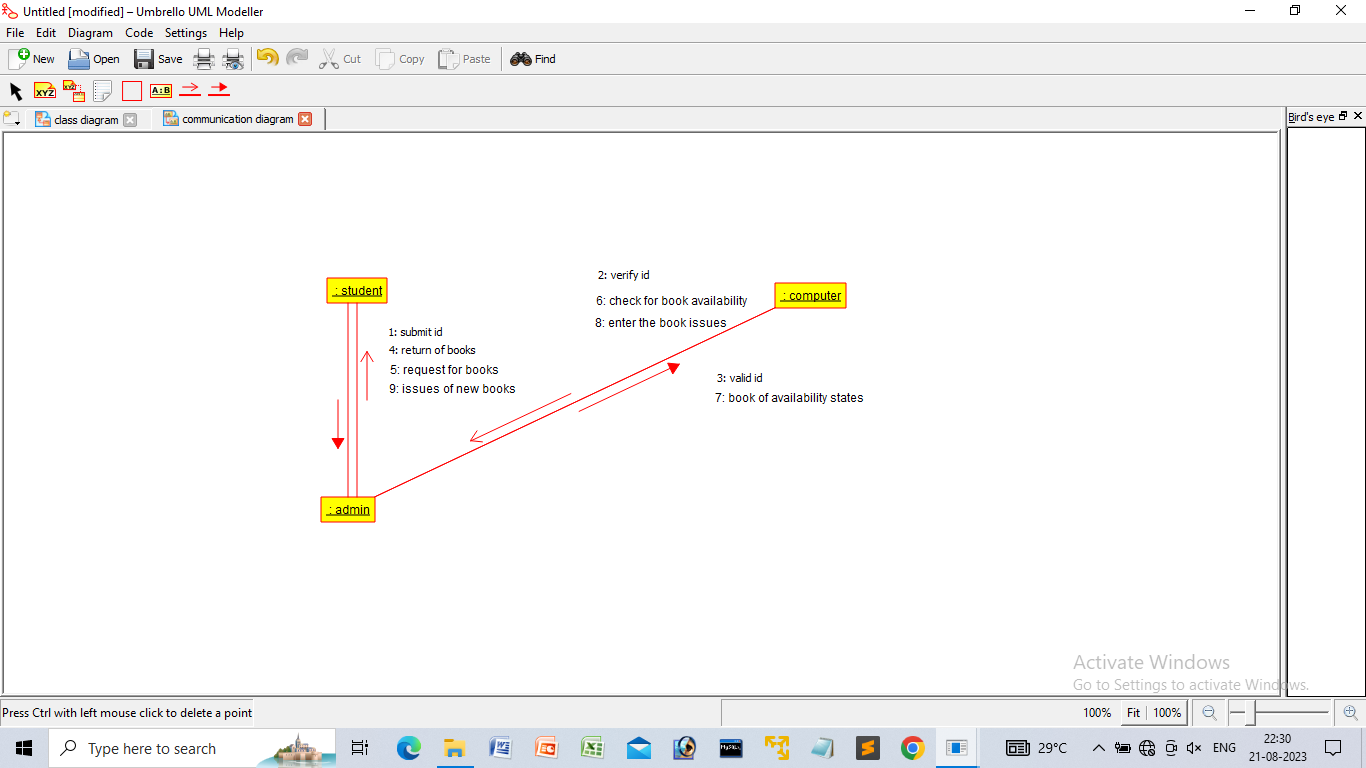 Untitled [modified] – Umbrello UML Modeller
File Edit Diagram Code Settings Help
New Open Save Cut Copy Paste Find
XYZ XYZ A:B
class diagram communication diagram Bird's eye
2: verify id
: student : computer
6: check for book availability
8: enter the book issues
1: submit id
4: return of books
5: request for books
9: issues of new books
3: valid id
7: book of availability states
: admin
Activate Windows
Go to Settings to activate Windows.
Press Ctrl with left mouse click to delete a point 100% Fit 100%
Type here to search 29°C ENG 22:30
21-08-2023